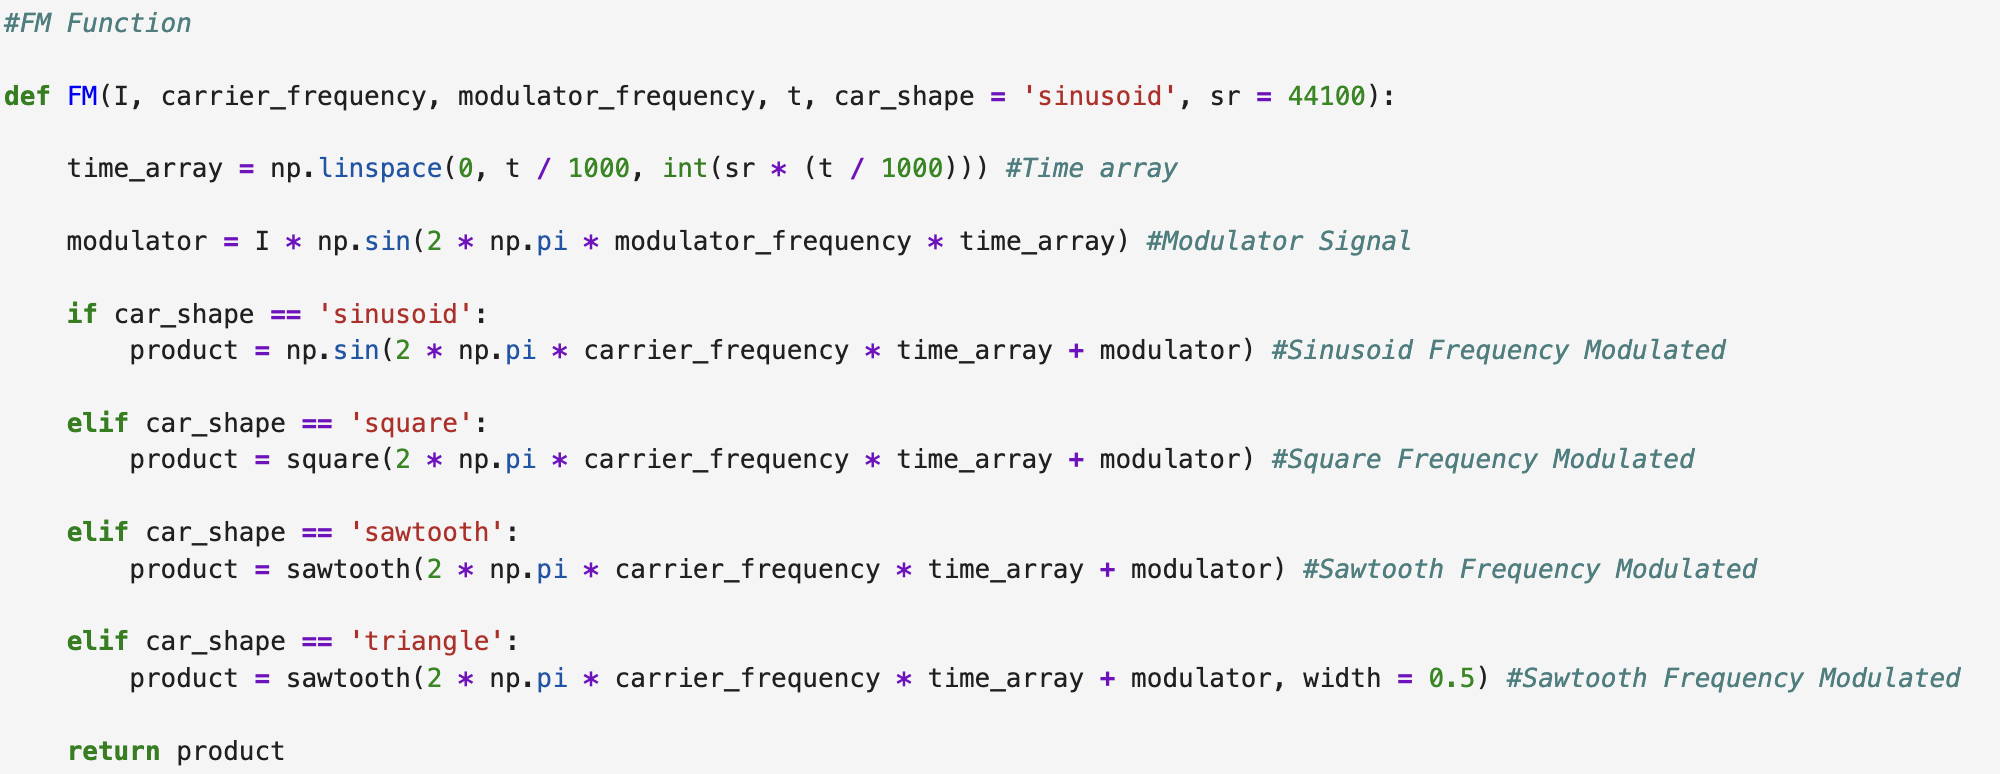 #FM Function
def FM(I, carrier_frequency, modulator_frequency, t, car_shape = 'sinusoid', sr = 44100):
    time_array = np.linspace(0, t / 1000, int(sr * (t / 1000))) #Time array
    modulator = I * np.sin(2 * np.pi * modulator_frequency * time_array) #Modulator Signal
    if car_shape == 'sinusoid':
        product = np.sin(2 * np.pi * carrier_frequency * time_array + modulator) #Sinusoid Frequency Modulated
    elif car_shape == 'square':
        product = square(2 * np.pi * carrier_frequency * time_array + modulator) #Square Frequency Modulated
    elif car_shape == 'sawtooth':
        product = sawtooth(2 * np.pi * carrier_frequency * time_array + modulator) #Sawtooth Frequency Modulated
    elif car_shape == 'triangle':
        product = sawtooth(2 * np.pi * carrier_frequency * time_array + modulator, width = 0.5) #Sawtooth Frequency Modulated
    return product